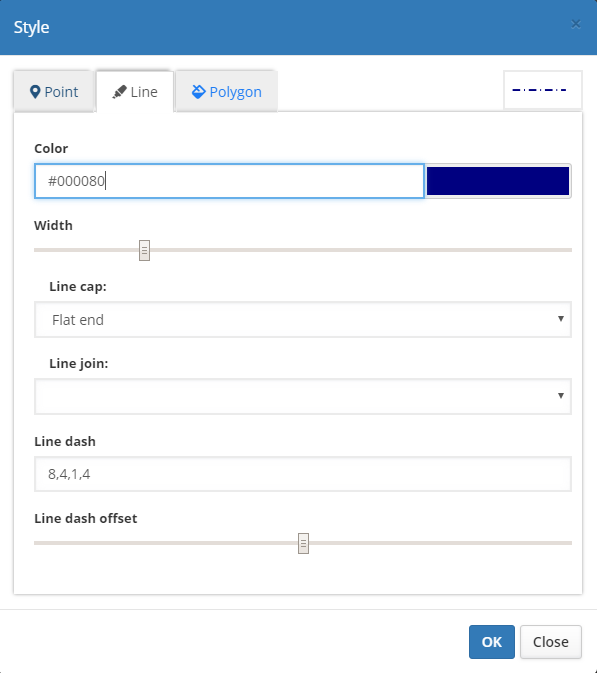 Style
×
Point Line Polygon
Color
#000080
Width
Line cap:
Flat end
Line join:
Line dash
8,4,1,4
Line dash offset
OK Close